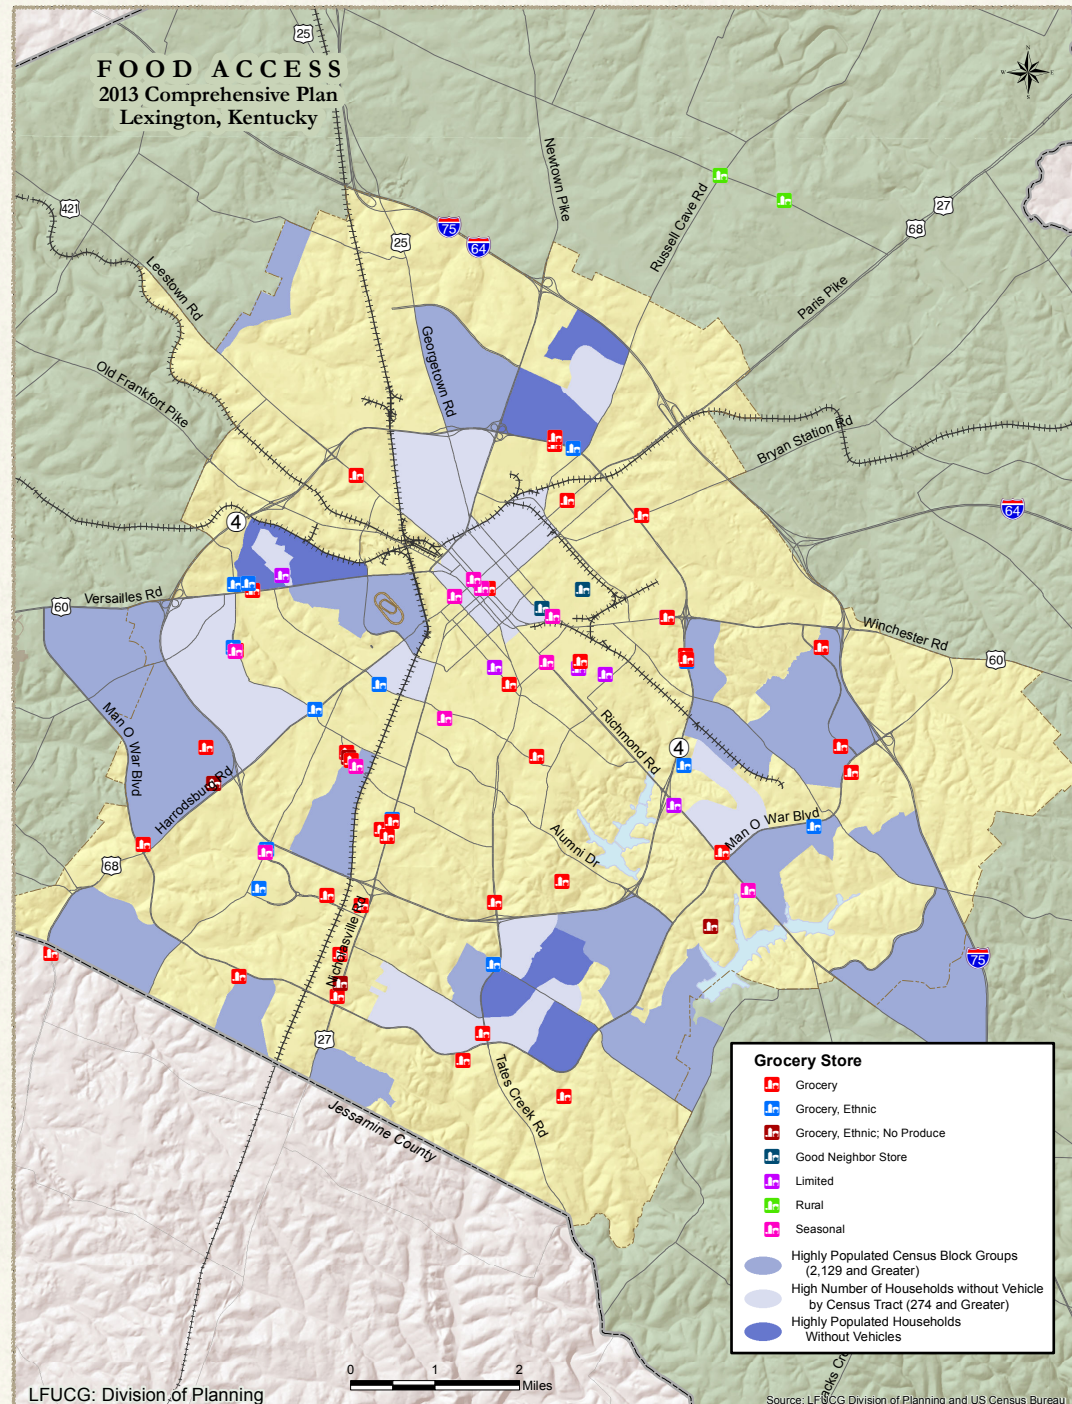 FOOD ACCESS
2013 Comprehensive Plan
Lexington, Kentucky
25
421
25
75
64
Newtown Pike
Russell Cave Rd
27
68
Paris Pike
Leestown Rd
Old Frankfort Pike
Georgetown Rd
Bryan Station Rd
64
4
Versailles Rd
60
Winchester Rd
60
Man O War Blvd
Harrodsburg Rd
68
Richmond Rd
4
Man O War Blvd
Alumni Dr
Nicholasville Rd
27
75
Tates Creek Rd
Jessamine County
Grocery Store
Grocery
Grocery, Ethnic
Grocery, Ethnic; No Produce
Good Neighbor Store
Limited
Rural
Seasonal
Highly Populated Census Block Groups
(2,129 and Greater)
High Number of Households without Vehicle
by Census Tract (274 and Greater)
Highly Populated Households
Without Vehicles
0 1 2
Miles
LFUCG: Division of Planning
Source: LFUCG Division of Planning and US Census Bureau